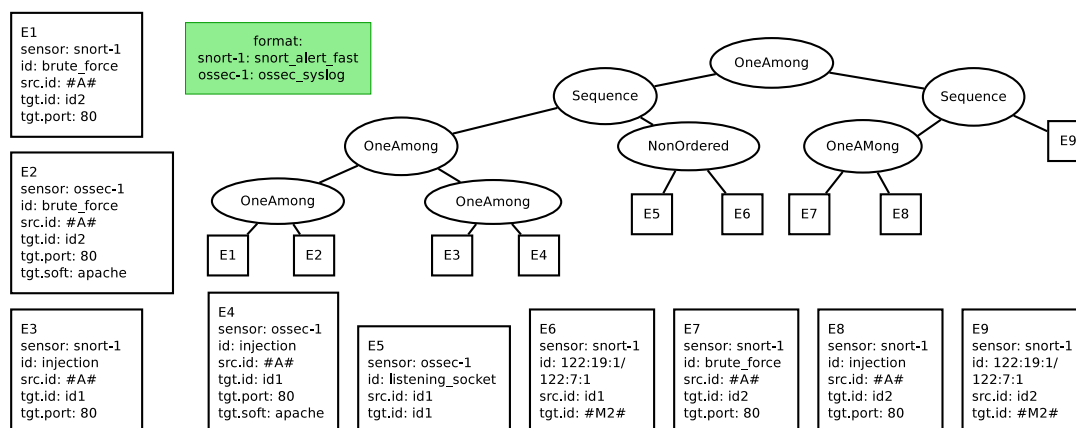 E1
sensor: snort-1
id: brute_force
src.id: #A#
tgt.id: id2
tgt.port: 80
format:
snort-1: snort_alert_fast
ossec-1: ossec_syslog
OneAmong
Sequence
Sequence
OneAmong
NonOrdered
OneAMong
E9
E2
sensor: ossec-1
id: brute_force
src.id: #A#
tgt.id: id2
tgt.port: 80
tgt.soft: apache
OneAmong
OneAmong
E5
E6
E7
E8
E1
E2
E3
E4
E3
sensor: snort-1
id: injection
src.id: #A#
tgt.id: id1
tgt.port: 80
E4
sensor: ossec-1
id: injection
src.id: #A#
tgt.id: id1
tgt.port: 80
tgt.soft: apache
E5
sensor: ossec-1
id: listening_socket
src.id: id1
tgt.id: id1
E6
sensor: snort-1
id: 122:19:1/
122:7:1
src.id: id1
tgt.id: #M2#
E7
sensor: snort-1
id: brute_force
src.id: #A#
tgt.id: id2
tgt.port: 80
E8
sensor: snort-1
id: injection
src.id: #A#
tgt.id: id2
tgt.port: 80
E9
sensor: snort-1
id: 122:19:1/
122:7:1
src.id: id2
tgt.id: #M2#